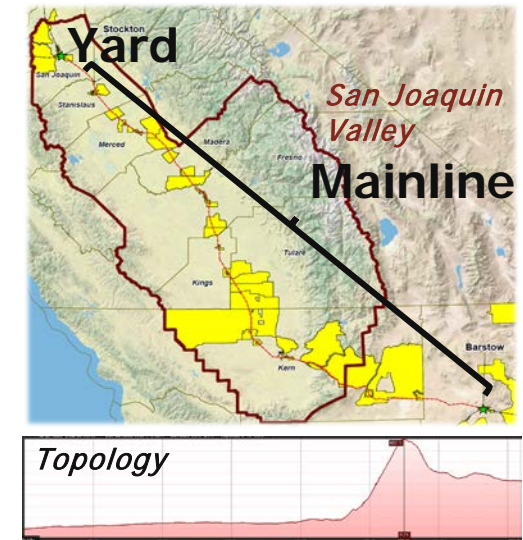 Stockton
Yard
San Joaquin
Stanislaus
San Joaquin
Valley
Merced
Madera
Fresno
Mainline
Tulare
Kings
Barstow
Kern
Topology